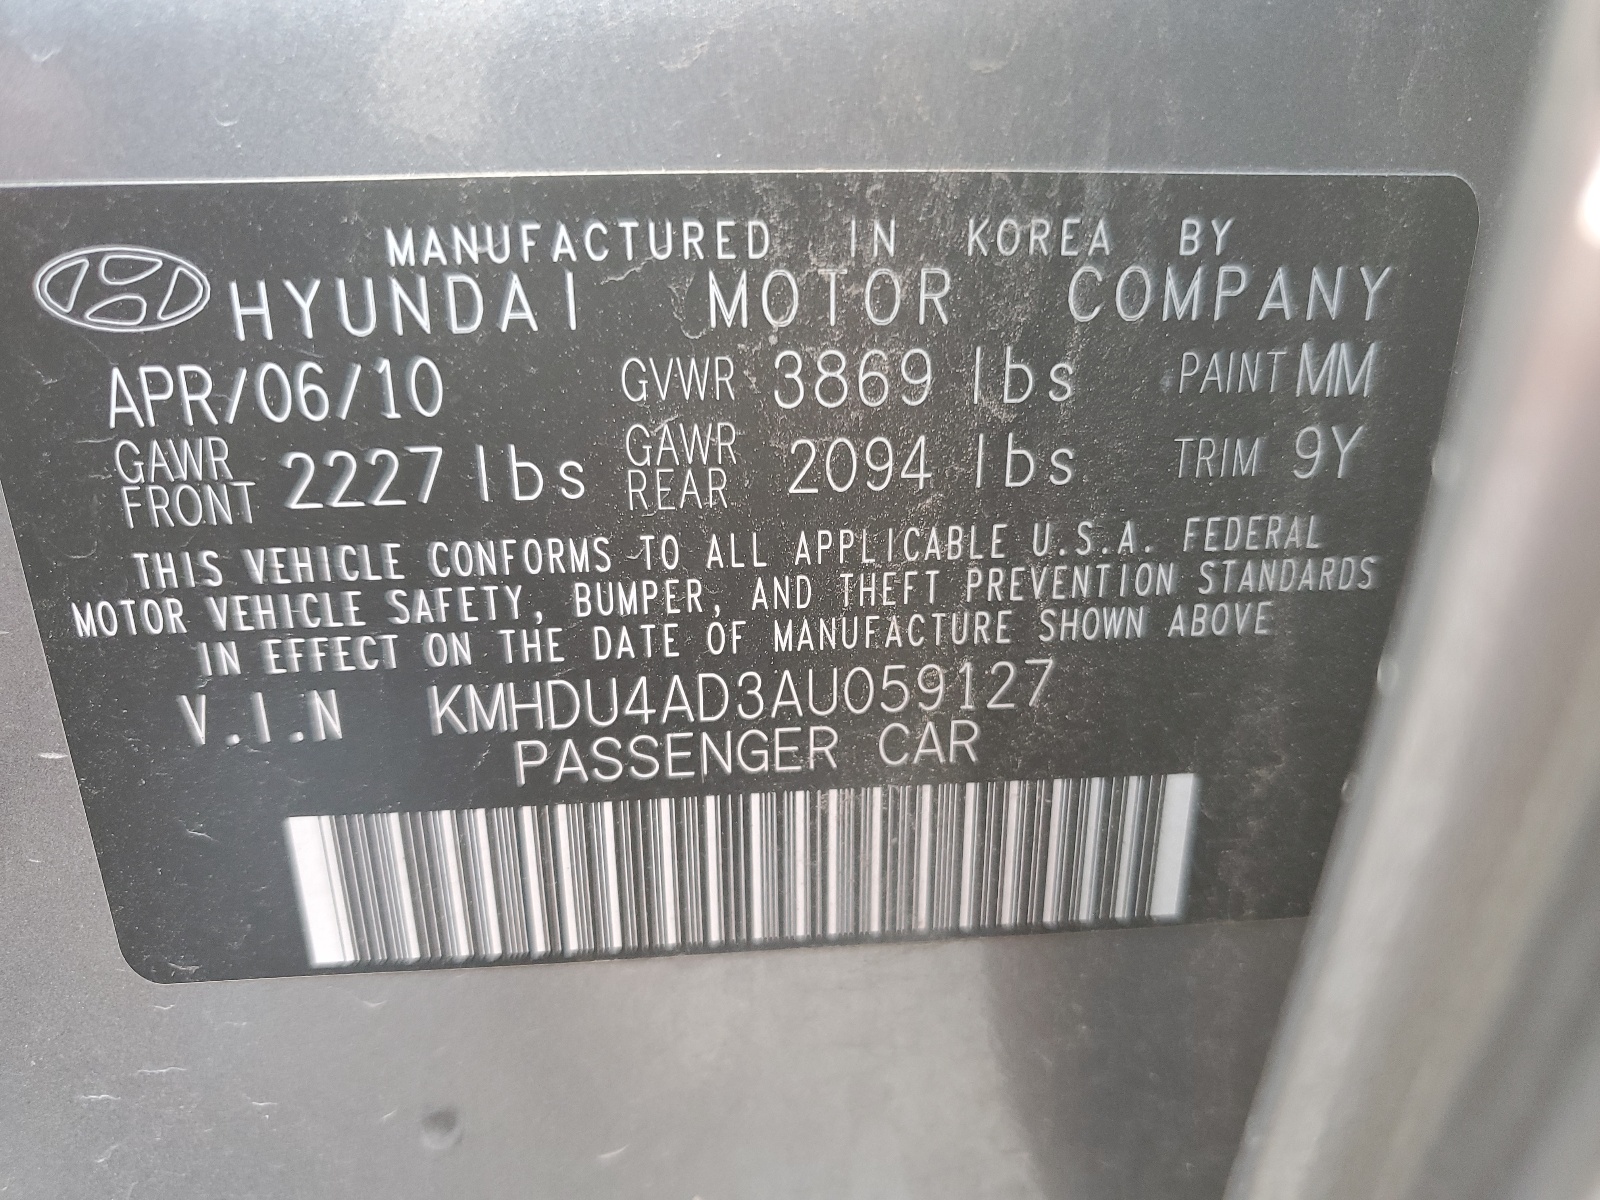 MANUFACTURED IN KOREA BY
HYUNDAI MOTOR COMPANY
APR/06/10 GVWR 3869 lbs PAINT MM
GAWR FRONT 2227 lbs GAWR REAR 2094 lbs TRIM 9Y
THIS VEHICLE CONFORMS TO ALL APPLICABLE U.S.A. FEDERAL
MOTOR VEHICLE SAFETY, BUMPER, AND THEFT PREVENTION STANDARDS
IN EFFECT ON THE DATE OF MANUFACTURE SHOWN ABOVE
V.I.N KMHDU4AD3AU059127
PASSENGER CAR